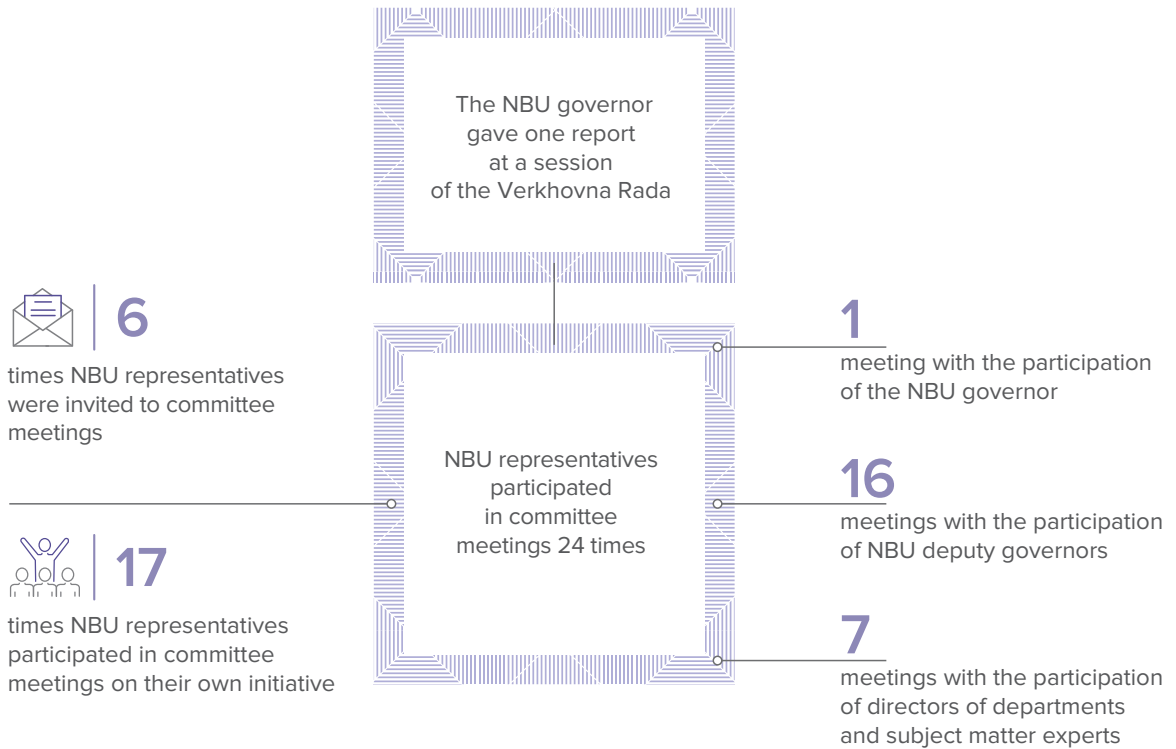 The NBU governor
gave one report
at a session
of the Verkhovna Rada
6
times NBU representatives
were invited to committee
meetings
17
times NBU representatives
participated in committee
meetings on their own initiative
NBU representatives
participated
in committee
meetings 24 times
1
meeting with the participation
of the NBU governor
16
meetings with the participation
of NBU deputy governors
7
meetings with the participation
of directors of departments
and subject matter experts